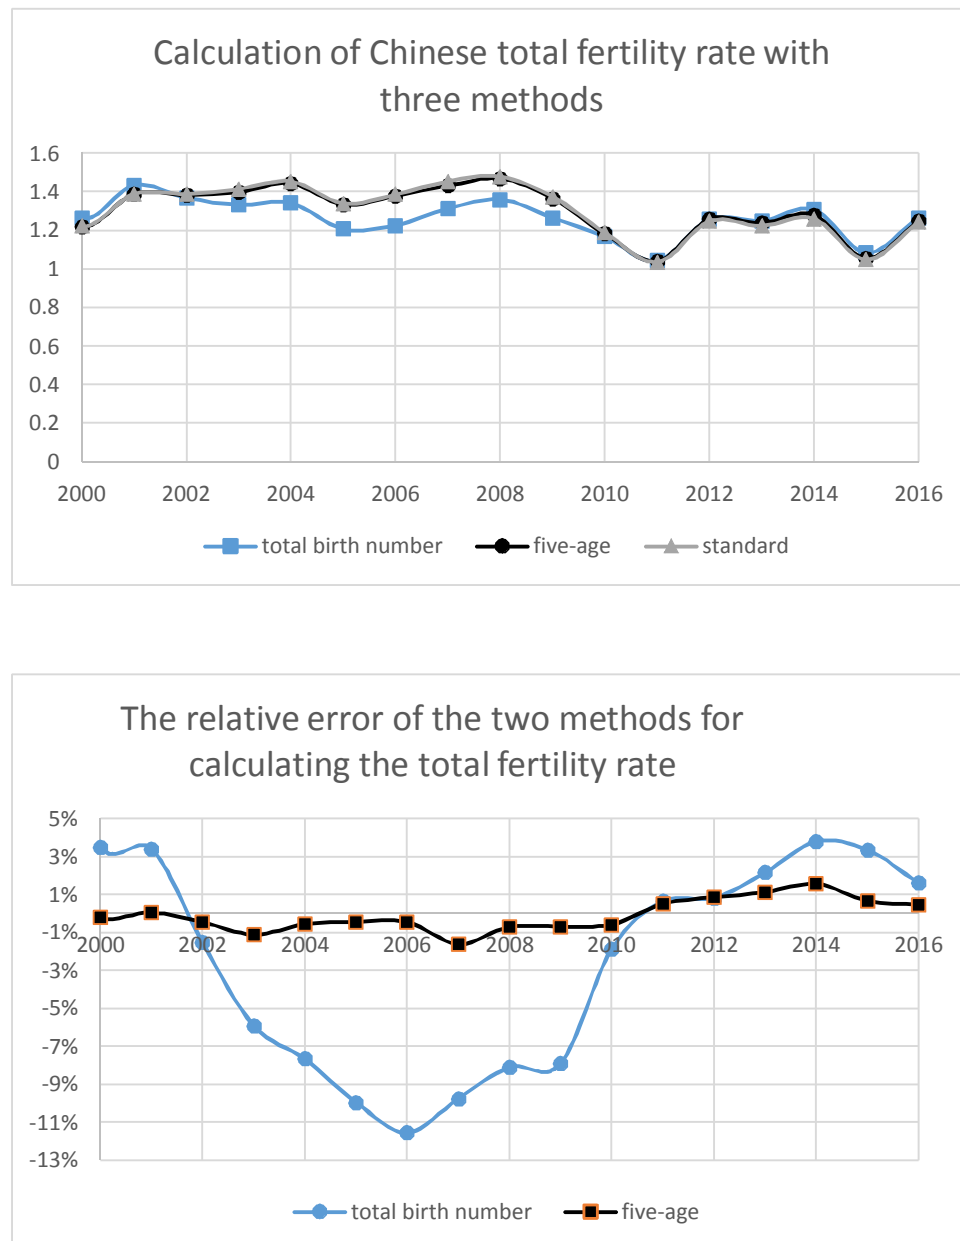 Calculation of Chinese total fertility rate with
three methods
1.6
1.4
1.2
1
0.8
0.6
0.4
0.2
0
2000 2002 2004 2006 2008 2010 2012 2014 2016
total birth number five-age standard
The relative error of the two methods for
calculating the total fertility rate
5%
3%
1%
-1%
2000 2002 2004 2006 2008 2010 2012 2014 2016
-3%
-5%
-7%
-9%
-11%
-13%
total birth number five-age